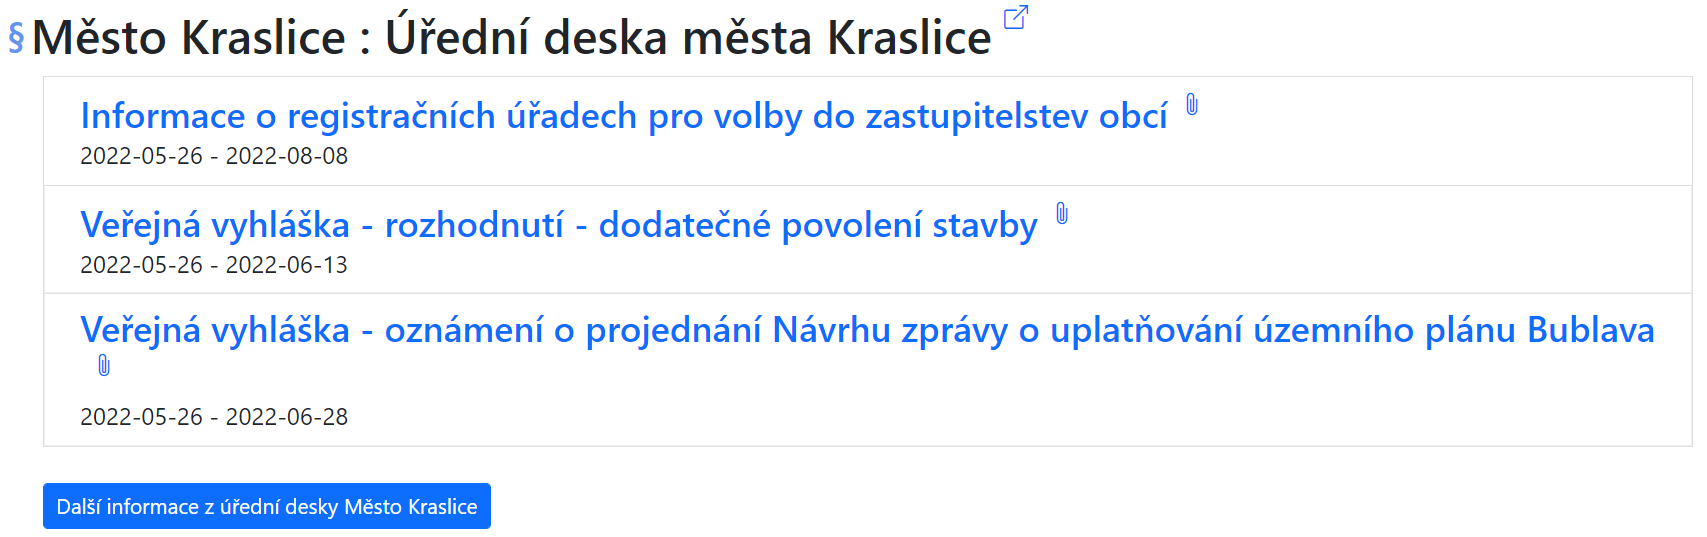 § Město Kraslice : Úřední deska města Kraslice
Informace o registračních úřadech pro volby do zastupitelstev obcí
2022-05-26 - 2022-08-08
Veřejná vyhláška - rozhodnutí - dodatečné povolení stavby
2022-05-26 - 2022-06-13
Veřejná vyhláška - oznámení o projednání Návrhu zprávy o uplatňování územního plánu Bublava
2022-05-26 - 2022-06-28
Další informace z úřední desky Město Kraslice